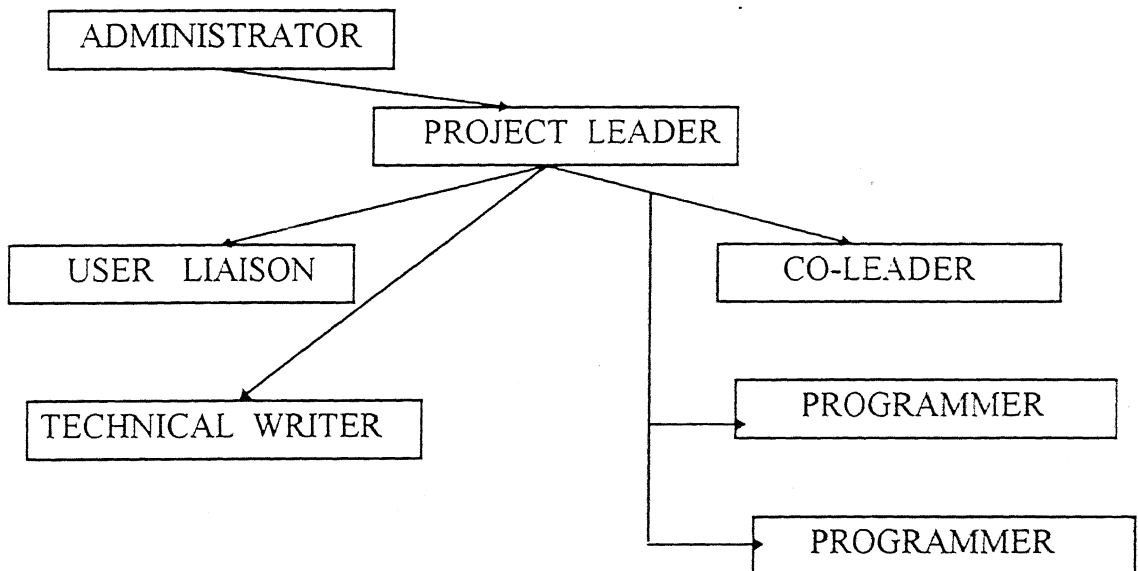 ADMINISTRATOR
PROJECT LEADER
USER LIAISON
CO-LEADER
TECHNICAL WRITER
PROGRAMMER
PROGRAMMER